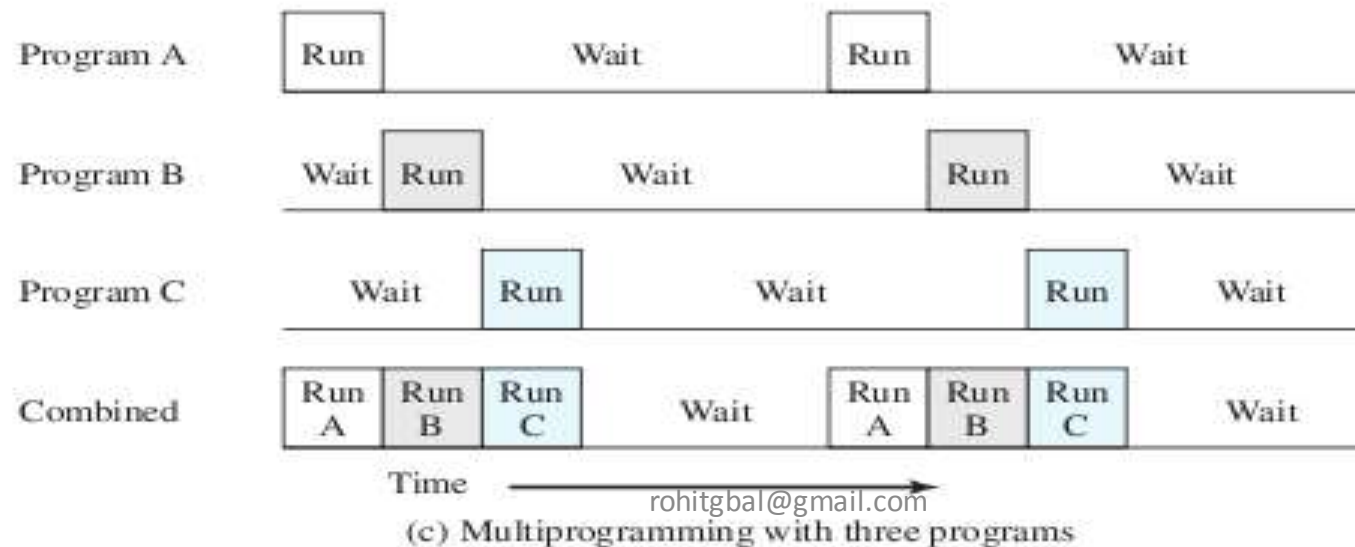 Program A Run Wait Run Wait
Program B Wait Run Wait Run Wait
Program C Wait Run Wait Run Wait
Combined Run A Run B Run C Wait Run A Run B Run C Wait
Time
rohitgbal@gmail.com
(c) Multiprogramming with three programs